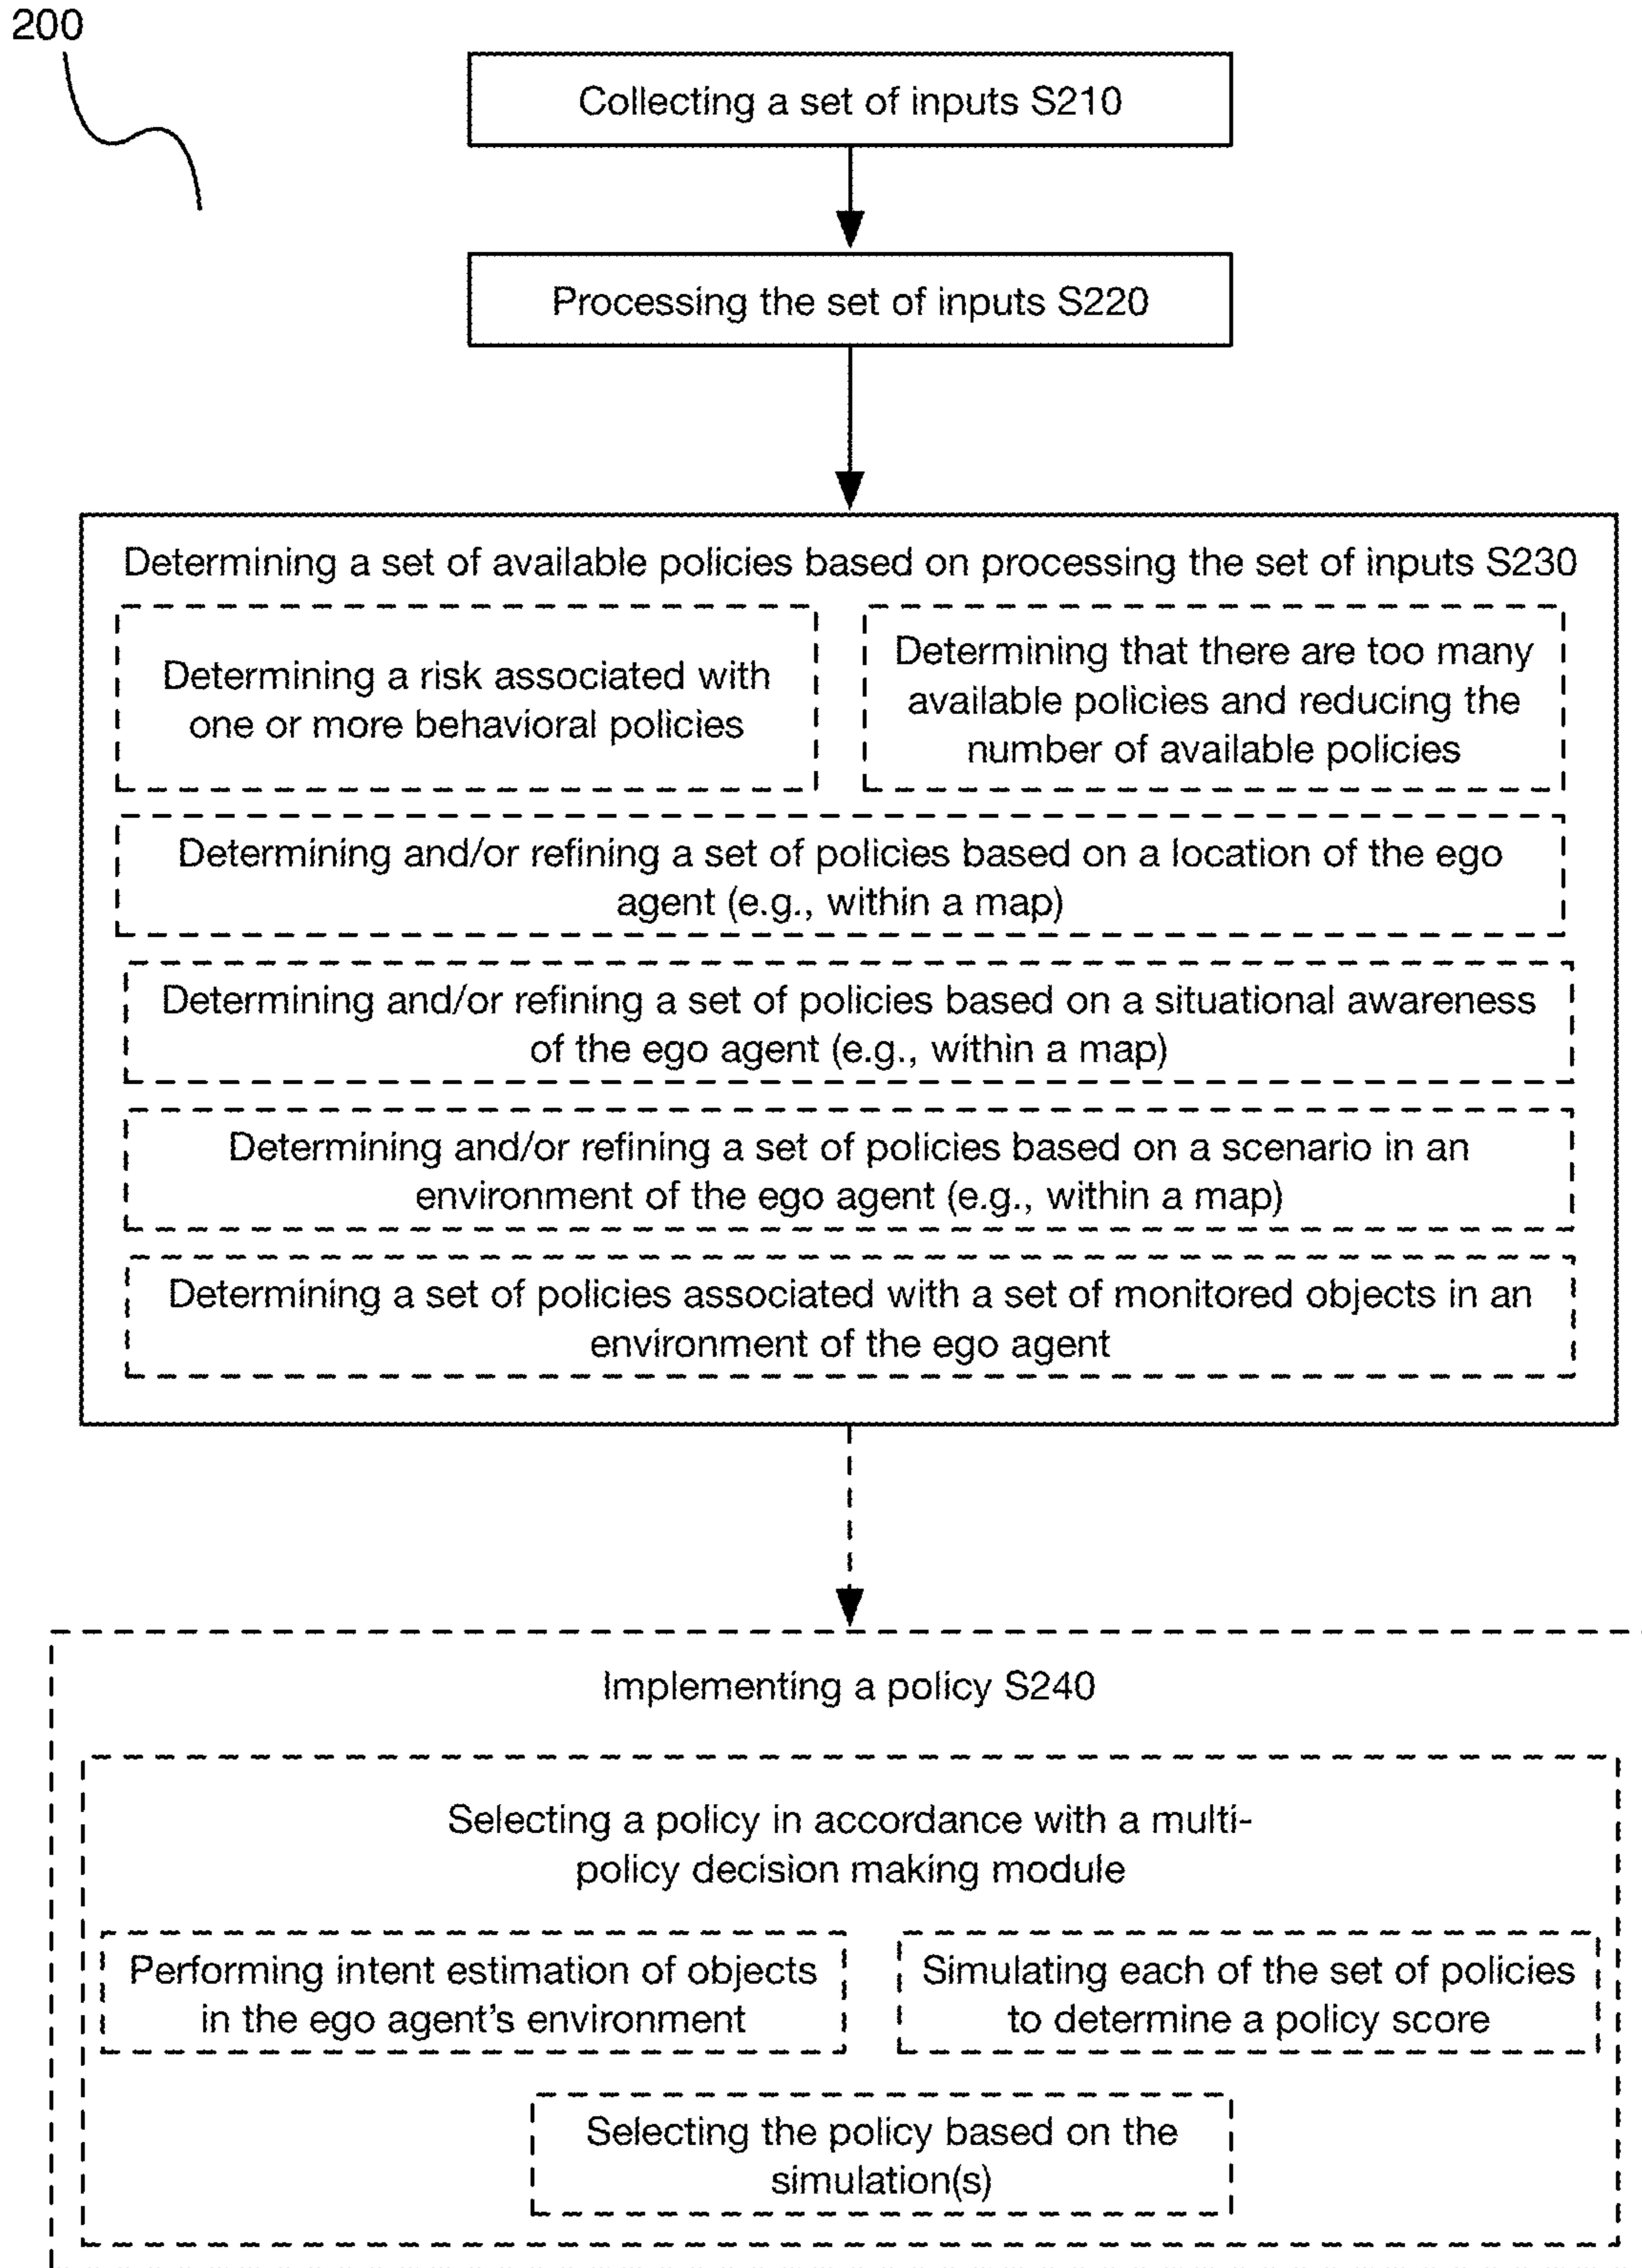 200
Collecting a set of inputs S210
Processing the set of inputs S220
Determining a set of available policies based on processing the set of inputs S230
Determining a risk associated with
one or more behavioral policies
Determining that there are too many
available policies and reducing the
number of available policies
Determining and/or refining a set of policies based on a location of the ego
agent (e.g., within a map)
Determining and/or refining a set of policies based on a situational awareness
of the ego agent (e.g., within a map)
Determining and/or refining a set of policies based on a scenario in an
environment of the ego agent (e.g., within a map)
Determining a set of policies associated with a set of monitored objects in an
environment of the ego agent
Implementing a policy S240
Selecting a policy in accordance with a multi-
policy decision making module
Performing intent estimation of objects
in the ego agent's environment
Simulating each of the set of policies
to determine a policy score
Selecting the policy based on the
simulation(s)